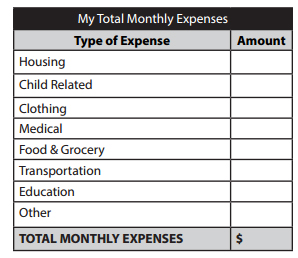 My Total Monthly Expenses
Type of Expense Amount
Housing
Child Related
Clothing
Medical
Food & Grocery
Transportation
Education
Other
TOTAL MONTHLY EXPENSES $